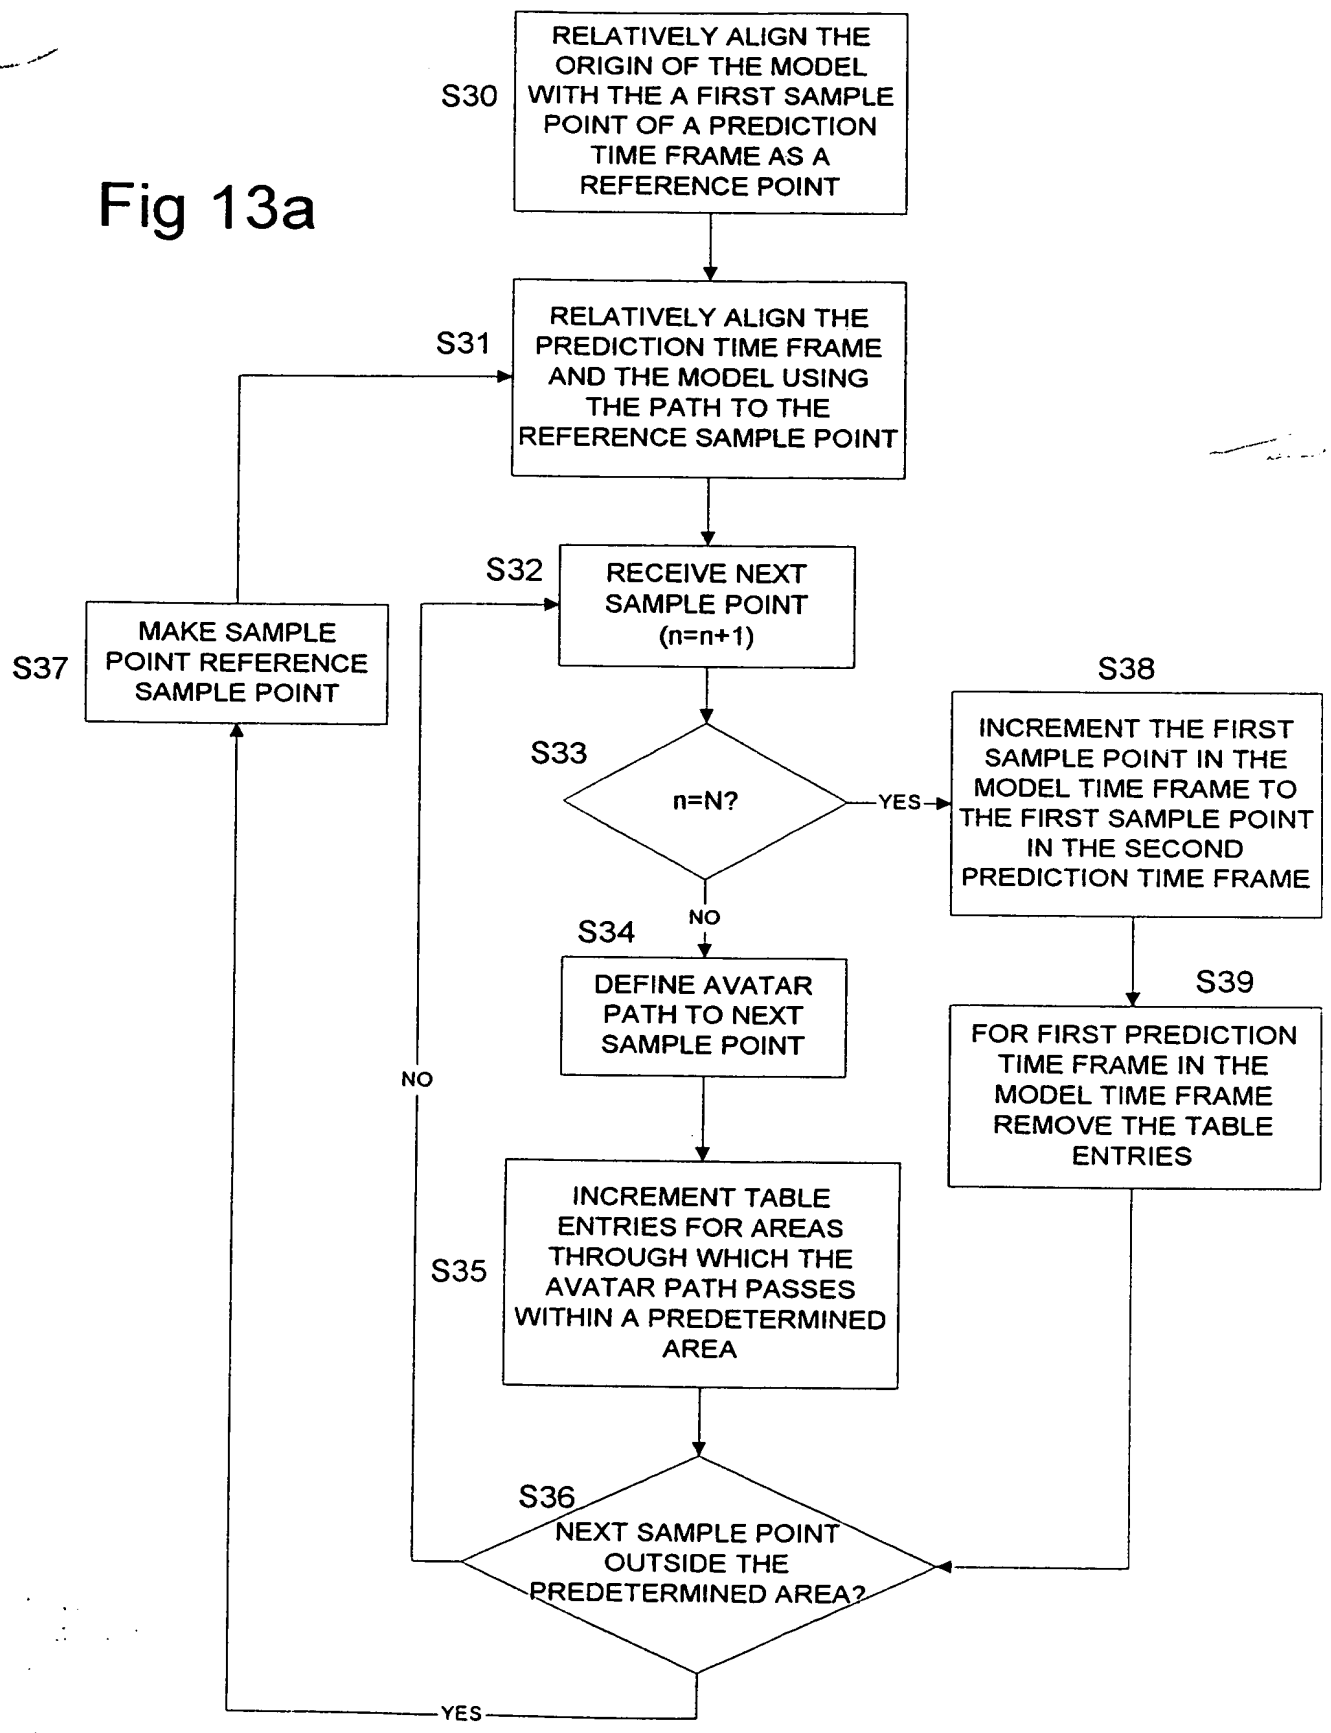 RELATIVELY ALIGN THE
ORIGIN OF THE MODEL
WITH THE A FIRST SAMPLE
POINT OF A PREDICTION
TIME FRAME AS A
REFERENCE POINT
S30
Fig 13a
S31
RELATIVELY ALIGN THE
PREDICTION TIME FRAME
AND THE MODEL USING
THE PATH TO THE
REFERENCE SAMPLE POINT
S32
RECEIVE NEXT
SAMPLE POINT
(n=n+1)
S37
MAKE SAMPLE
POINT REFERENCE
SAMPLE POINT
S33
n=N?
YES
S38
INCREMENT THE FIRST
SAMPLE POINT IN THE
MODEL TIME FRAME TO
THE FIRST SAMPLE POINT
IN THE SECOND
PREDICTION TIME FRAME
NO
S34
DEFINE AVATAR
PATH TO NEXT
SAMPLE POINT
S39
FOR FIRST PREDICTION
TIME FRAME IN THE
MODEL TIME FRAME
REMOVE THE TABLE
ENTRIES
NO
S35
INCREMENT TABLE
ENTRIES FOR AREAS
THROUGH WHICH THE
AVATAR PATH PASSES
WITHIN A PREDETERMINED
AREA
S36
NEXT SAMPLE POINT
OUTSIDE THE
PREDETERMINED AREA?
YES